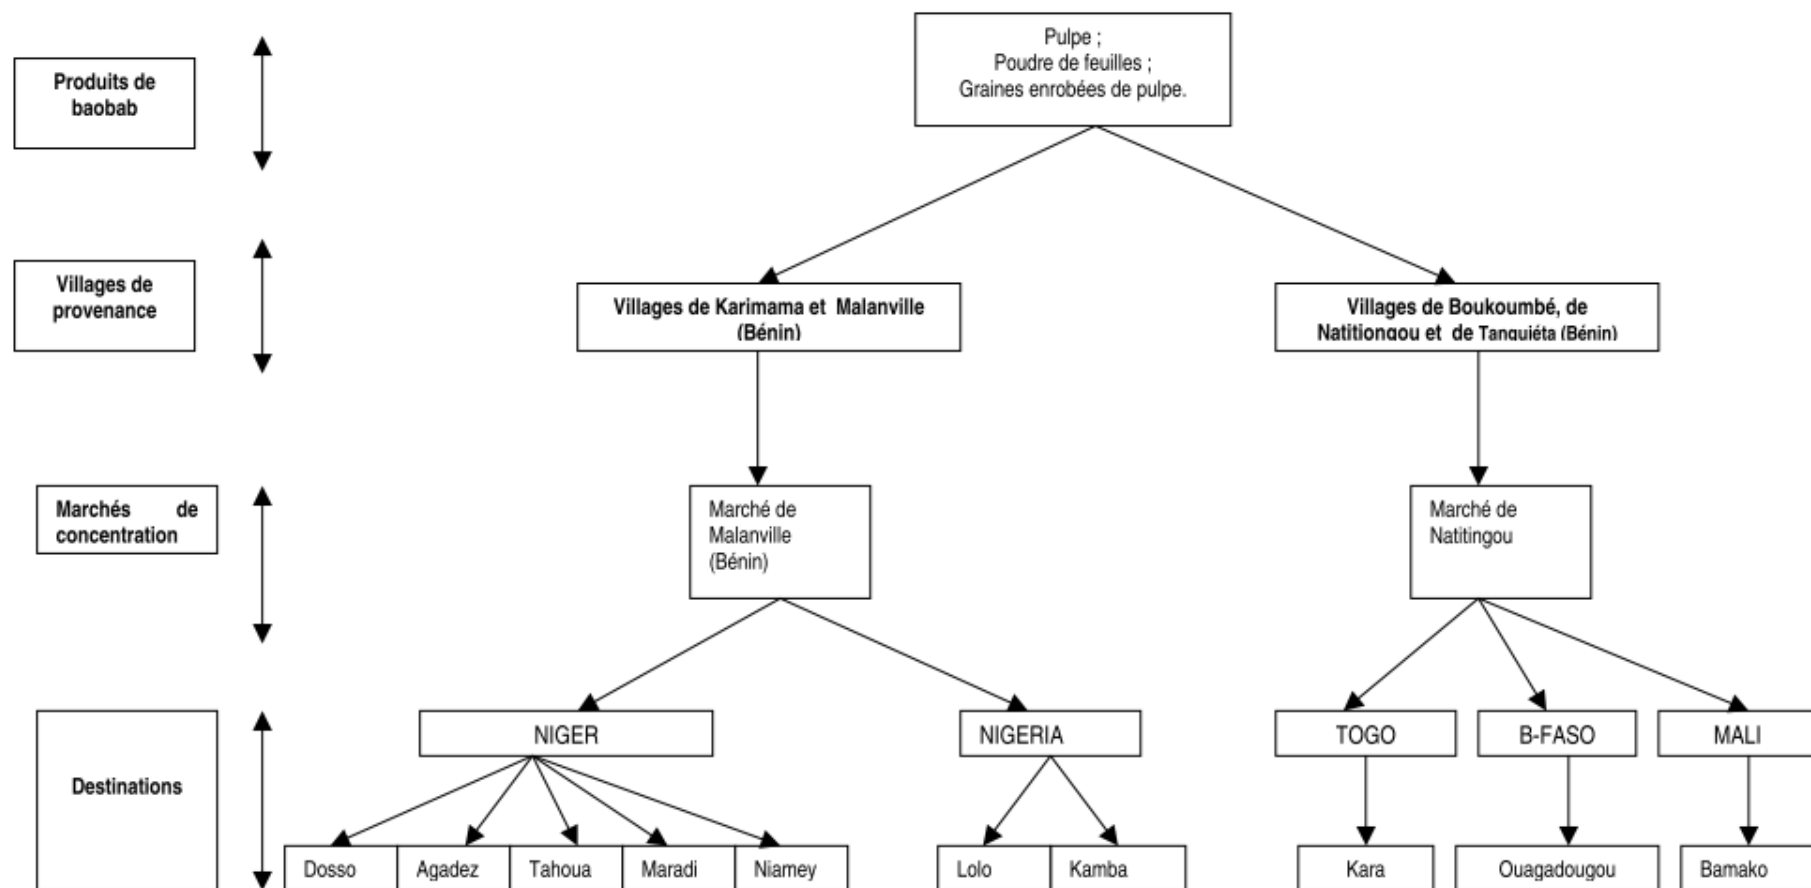 Pulpe ;
Poudre de feuilles ;
Graines enrobées de pulpe.
Produits de
baobab
Villages de
provenance
Villages de Karimama et Malanville
(Bénin)
Villages de Boukoumbé, de
Natitiongou et de Tanguiéta (Bénin)
Marchés de
concentration
Marché de
Malanville
(Bénin)
Marché de
Natitingou
Destinations
NIGER
NIGERIA
TOGO
B-FASO
MALI
Dosso
Agadez
Tahoua
Maradi
Niamey
Lolo
Kamba
Kara
Ouagadougou
Bamako